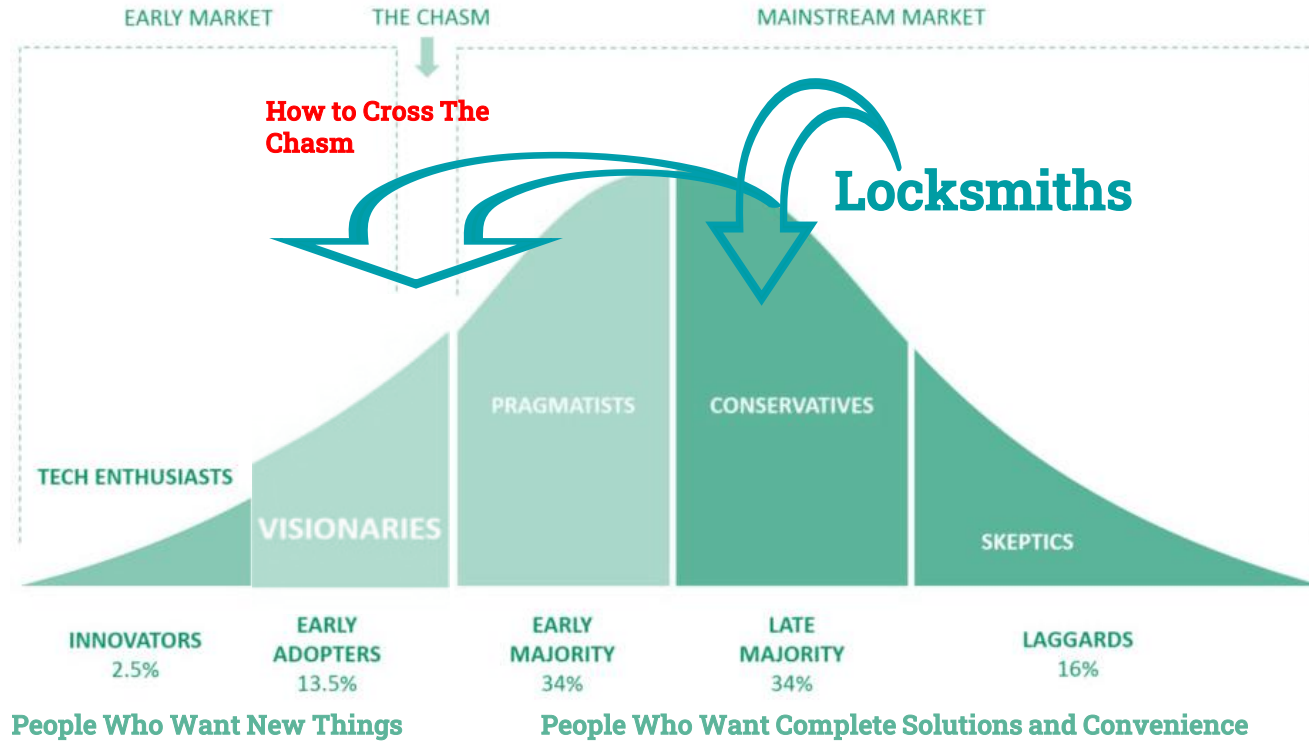 EARLY MARKET
THE CHASM
MAINSTREAM MARKET
How to Cross The
Chasm
Locksmiths
PRAGMATISTS
CONSERVATIVES
TECH ENTHUSIASTS
VISIONARIES
SKEPTICS
INNOVATORS
2.5%
EARLY
ADOPTERS
13.5%
EARLY
MAJORITY
34%
LATE
MAJORITY
34%
LAGGARDS
16%
People Who Want New Things
People Who Want Complete Solutions and Convenience